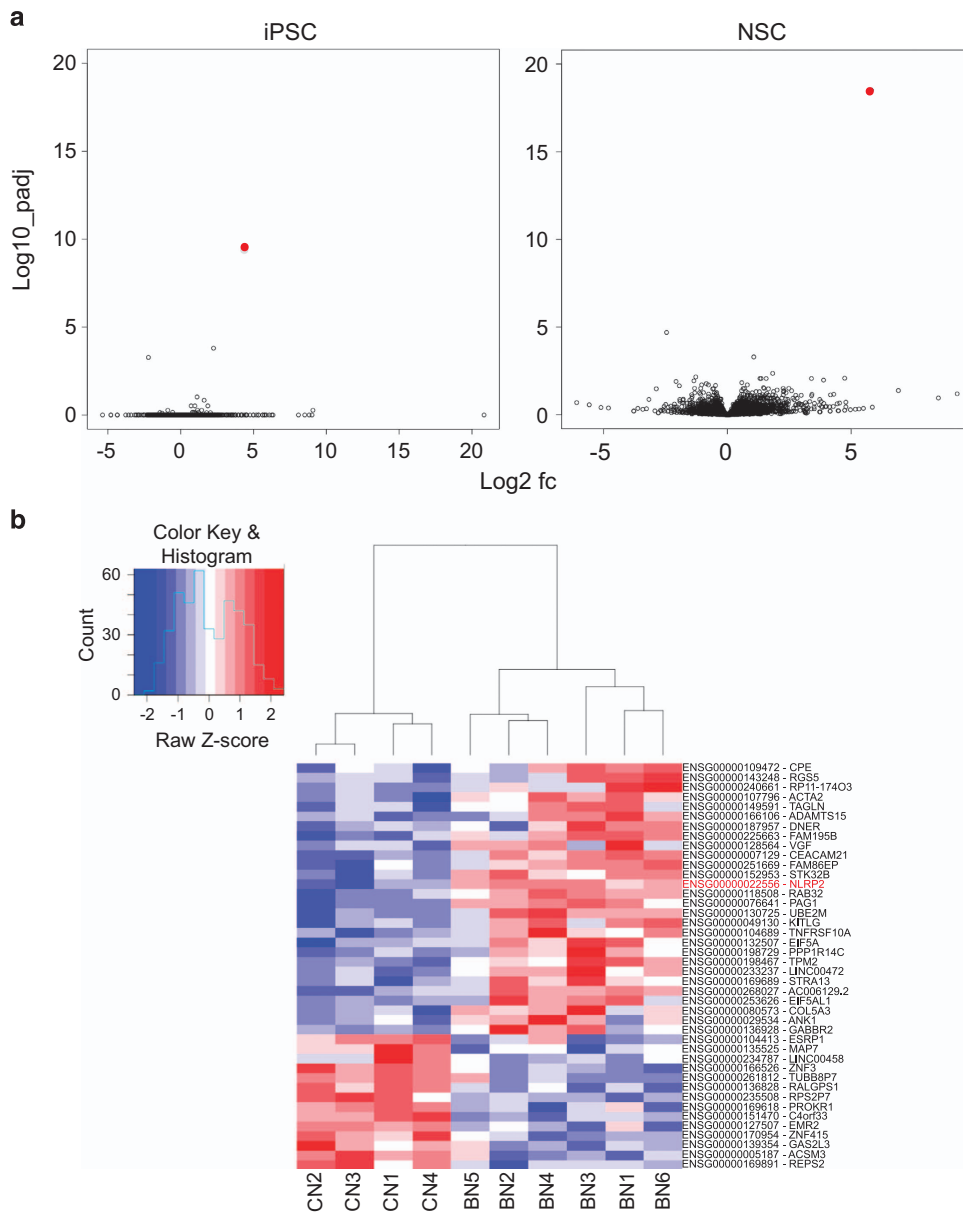 a
iPSC
NSC
20
15
10
5
0
-5
0
5
10
15
20
20
15
10
5
0
-5
0
5
Log10_padj
Log2 fc
b
Color Key &
Histogram
60
30
0
Count
-2 -1 0 1 2
Raw Z-score
ENSG00000109472 - CPE
ENSG00000143248 - RGS5
ENSG00000240661 - RP11-174O3
ENSG00000107796 - ACTA2
ENSG00000149591 - TAGLN
ENSG00000166106 - ADAMTS15
ENSG00000187957 - DNER
ENSG00000225663 - FAM195B
ENSG00000128564 - VGF
ENSG00000007129 - CEACAM21
ENSG00000251669 - FAM86EP
ENSG00000152953 - STK32B
ENSG00000022556 - NLRP2
ENSG00000118508 - RAB32
ENSG00000076641 - PAG1
ENSG00000130725 - UBE2M
ENSG00000049130 - KITLG
ENSG00000104689 - TNFRSF10A
ENSG00000132507 - EIF5A
ENSG00000198729 - PPP1R14C
ENSG00000198467 - TPM2
ENSG00000233237 - LINC00472
ENSG00000169689 - STRA13
ENSG00000268027 - AC006129.2
ENSG00000253626 - EIF5AL1
ENSG00000080573 - COL5A3
ENSG00000029534 - ANK1
ENSG00000136928 - GABBR2
ENSG00000104413 - ESRP1
ENSG00000135525 - MAP7
ENSG00000234787 - LINC00458
ENSG00000166526 - ZNF3
ENSG00000261812 - TUBB8P7
ENSG00000136828 - RALGPS1
ENSG00000235508 - RPS2P7
ENSG00000169618 - PROKR1
ENSG00000151470 - C4orf33
ENSG00000127507 - EMR2
ENSG00000170954 - ZNF415
ENSG00000139354 - GAS2L3
ENSG00000005187 - ACSM3
ENSG00000169891 - REPS2
CN2 CN3 CN1 CN4 BN5 BN2 BN4 BN3 BN1 BN6